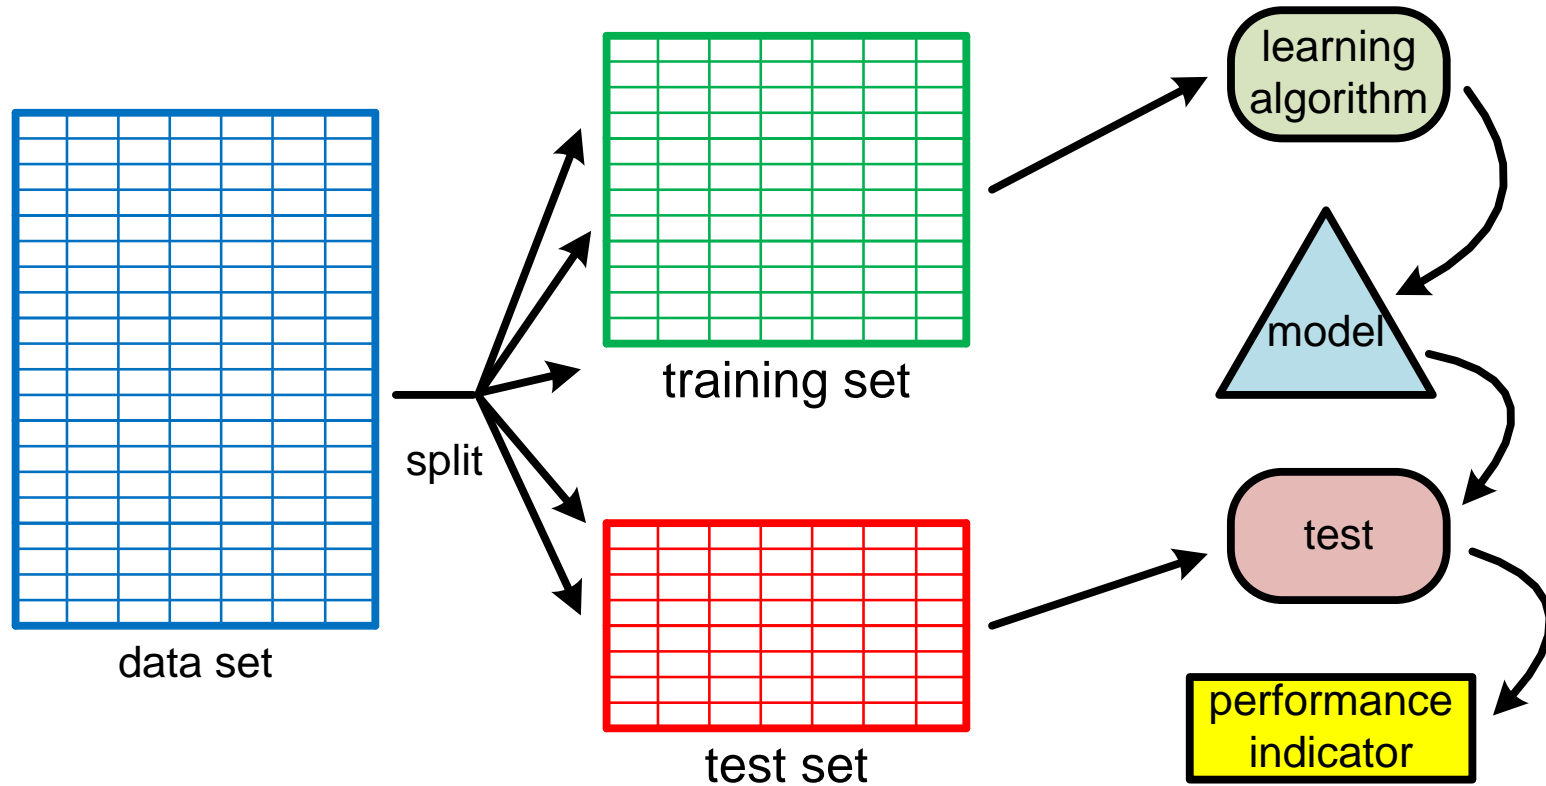 data set
split
training set
test set
learning
algorithm
model
test
performance
indicator